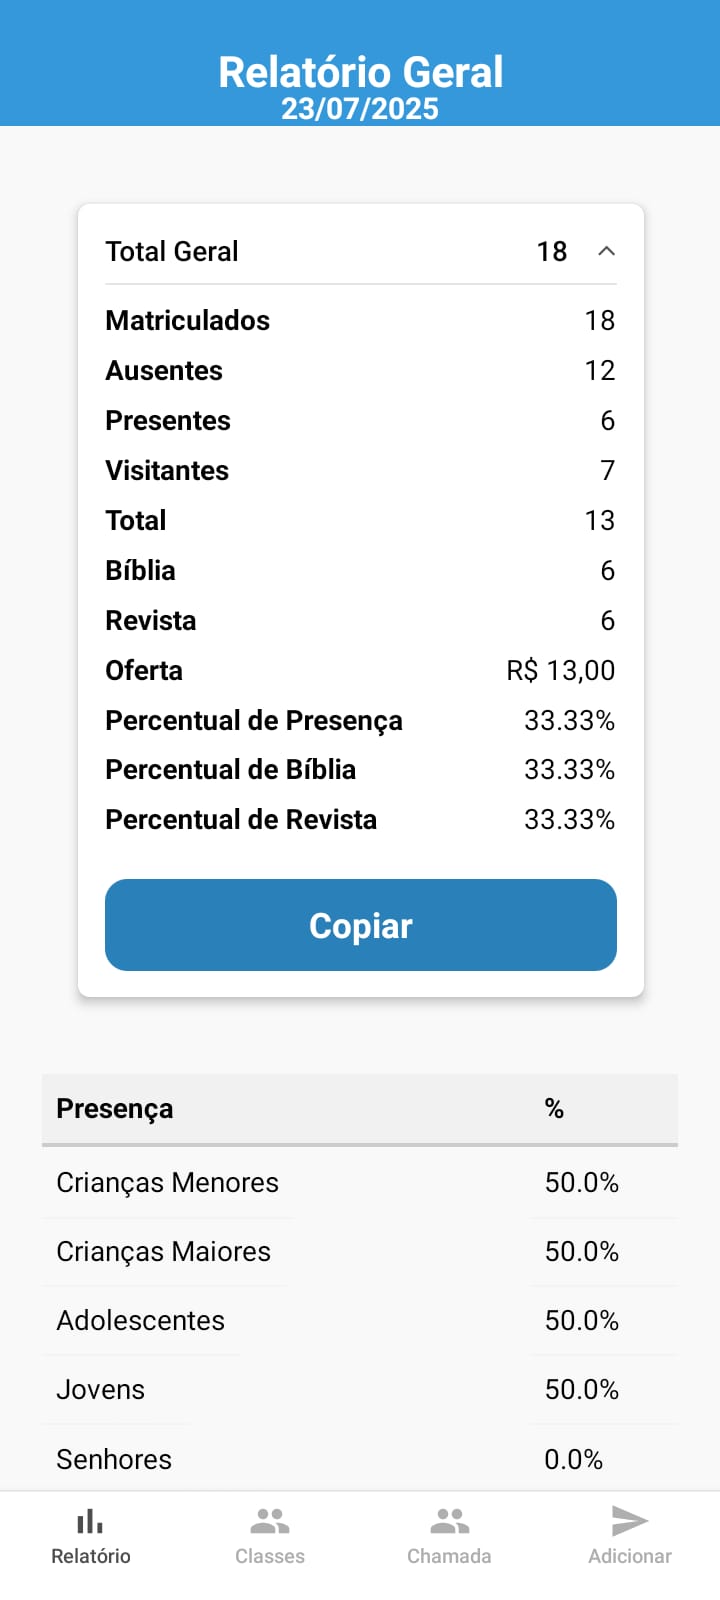 Relatório Geral
23/07/2025
Total Geral 18
Matriculados 18
Ausentes 12
Presentes 6
Visitantes 7
Total 13
Bíblia 6
Revista 6
Oferta R$ 13,00
Percentual de Presença 33.33%
Percentual de Bíblia 33.33%
Percentual de Revista 33.33%
Copiar
Presença %
Crianças Menores 50.0%
Crianças Maiores 50.0%
Adolescentes 50.0%
Jovens 50.0%
Senhores 0.0%
Relatório Classes Chamada Adicionar